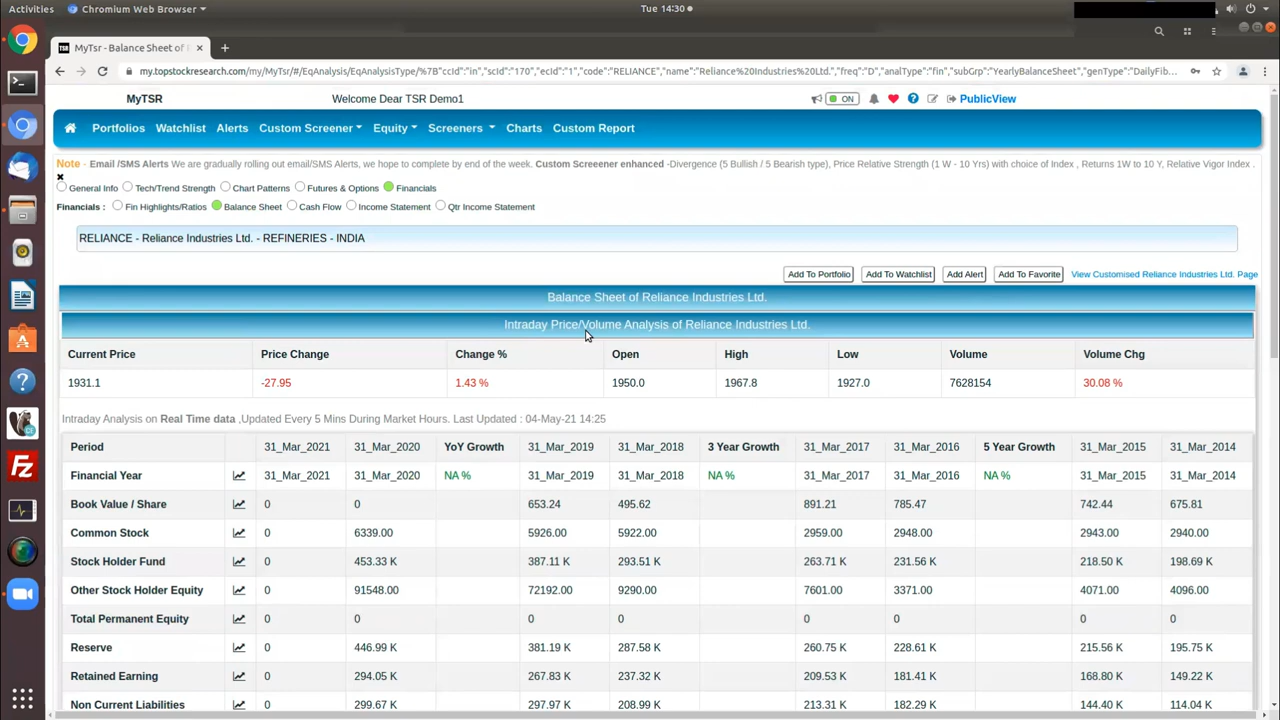 Activities Chromium Web Browser Tue 14:30
MyTsr - Balance Sheet of
my.topstockresearch.com/my/MyTsr/#/EqAnalysis/EqAnalysisType/%7B"ccId":"in","scId":"170","ecId":"1","code":"RELIANCE","name":"Reliance%20Industries%20Ltd.","freq":"D","analType":"fin","subGrp":"YearlyBalanceSheet","genType":"DailyFib...
MyTSR Welcome Dear TSR Demo1 ON PublicView
Portfolios Watchlist Alerts Custom Screener Equity Screeners Charts Custom Report
Note - Email /SMS Alerts We are gradually rolling out email/SMS Alerts, we hope to complete by end of the week. Custom Screeener enhanced -Divergence (5 Bullish / 5 Bearish type), Price Relative Strength (1 W - 10 Yrs) with choice of Index , Returns 1W to 10 Y, Relative Vigor Index .
General Info Tech/Trend Strength Chart Patterns Futures & Options Financials
Financials : Fin Highlights/Ratios Balance Sheet Cash Flow Income Statement Qtr Income Statement
RELIANCE - Reliance Industries Ltd. - REFINERIES - INDIA
Add To Portfolio Add To Watchlist Add Alert Add To Favorite View Customised Reliance Industries Ltd. Page
Balance Sheet of Reliance Industries Ltd.
Intraday Price/Volume Analysis of Reliance Industries Ltd.
Current Price Price Change Change % Open High Low Volume Volume Chg
1931.1 -27.95 1.43 % 1950.0 1967.8 1927.0 7628154 30.08 %
Intraday Analysis on Real Time data ,Updated Every 5 Mins During Market Hours. Last Updated : 04-May-21 14:25
Period 31_Mar_2021 31_Mar_2020 YoY Growth 31_Mar_2019 31_Mar_2018 3 Year Growth 31_Mar_2017 31_Mar_2016 5 Year Growth 31_Mar_2015 31_Mar_2014
Financial Year 31_Mar_2021 31_Mar_2020 NA % 31_Mar_2019 31_Mar_2018 NA % 31_Mar_2017 31_Mar_2016 NA % 31_Mar_2015 31_Mar_2014
Book Value / Share 0 0 653.24 495.62 891.21 785.47 742.44 675.81
Common Stock 0 6339.00 5926.00 5922.00 2959.00 2948.00 2943.00 2940.00
Stock Holder Fund 0 453.33 K 387.11 K 293.51 K 263.71 K 231.56 K 218.50 K 198.69 K
Other Stock Holder Equity 0 91548.00 72192.00 9290.00 7601.00 3371.00 4071.00 4096.00
Total Permanent Equity 0 0 0 0 0 0 0 0
Reserve 0 446.99 K 381.19 K 287.58 K 260.75 K 228.61 K 215.56 K 195.75 K
Retained Earning 0 294.05 K 267.83 K 237.32 K 209.53 K 181.41 K 168.80 K 149.22 K
Non Current Liabilities 0 299.67 K 297.97 K 208.99 K 213.31 K 182.29 K 144.40 K 114.04 K